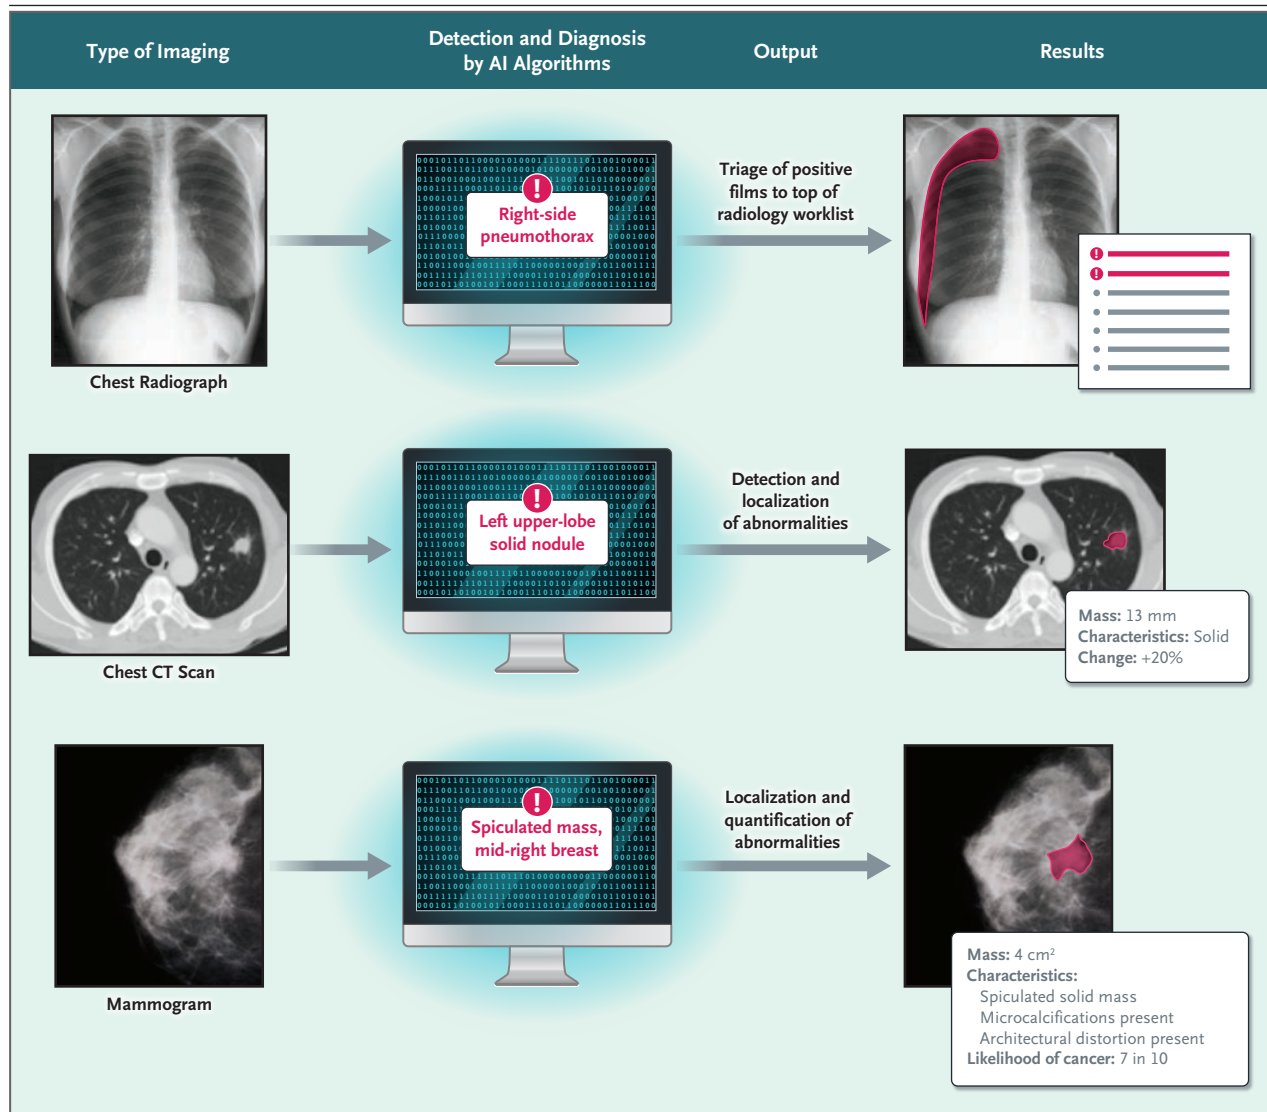 Type of Imaging
Detection and Diagnosis
by AI Algorithms
Output
Results
Right-side
pneumothorax
Triage of positive
films to top of
radiology worklist
Chest Radiograph
Left upper-lobe
solid nodule
Detection and
localization
of abnormalities
Mass: 13 mm
Characteristics: Solid
Change: +20%
Chest CT Scan
Spiculated mass,
mid-right breast
Localization and
quantification of
abnormalities
Mass: 4 cm²
Characteristics:
Spiculated solid mass
Microcalcifications present
Architectural distortion present
Likelihood of cancer: 7 in 10
Mammogram